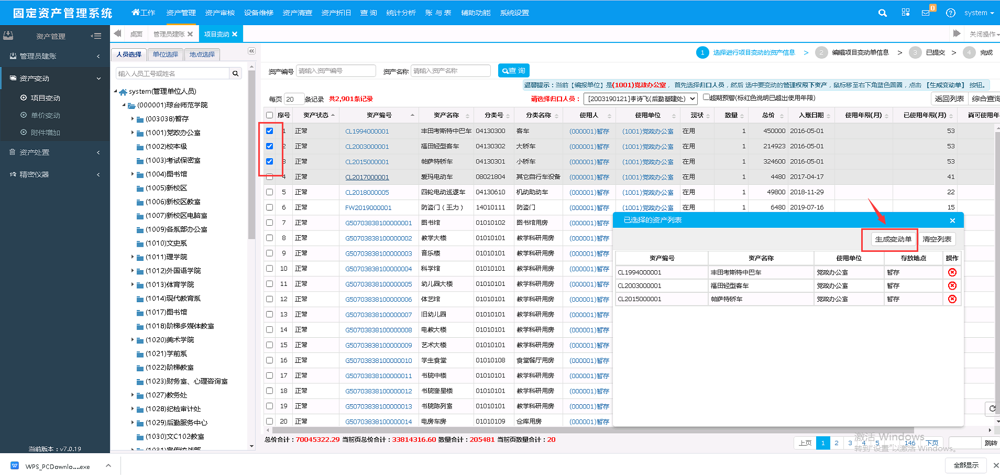 固定资产管理系统
工作 资产管理 资产审核 设备维修 资产清查 资产折旧 查 询 统计分析 账 与 表 辅助功能 系统设置
0
system
资产管理
桌面 管理员建账 项目变动
关闭操作
管理员建账
资产变动
项目变动
单价变动
附件增加
资产处置
精密仪器
当前版本：v7.0.19
人员选择 单位选择 地点选择
输入人员工号或姓名
system(管理单位人员)
(000001)琼台师范学院
(003038)暂存
(1001)党政办公室
(1002)校本级
(1003)考试保密室
(1004)图书馆
(1005)新校区
(1006)新校区教室
(1007)新校区电脑室
(1009)各系部办公室
(1010)文史系
(1011)理学院
(1012)外国语学院
(1013)体育学院
(1014)现代教育系
(1017)图书馆
(1018)阶梯多媒体教室
(1020)美术学院
(1021)学前系
(1022)阶梯教室
(1023)财务室、心理咨询室
(1027)教务处
(1028)纪检审计处
(1029)后勤服务中心
(1030)文C102教室
(1031)宣传统战部
1 选择进行项目变动的资产信息 > 2 编辑项目变动单信息 > 3 已提交 > 4 完成
资产编号 请输入资产编号 资产名称 请输入资产名称 查 询
温馨提示：当前【编报单位】是(1001)党政办公室， 首先选择归口人员，然后 选中要变动的管理权限下资产，鼠标移至右下角蓝色圆圈，点击 【生成变动单】 按钮。
每页 20 条记录 共2,901条记录
请选择归口人员： [2003190121]李诗飞(后勤基建处) 超期预警(标红色说明已超出使用年限)
返回列表 综合查询
序号 资产状态 资产编号 资产名称 分类号 分类名称 使用人 使用单位 现状 数量 总价 入账日期 使用年限(月) 已使用年限(月) 尚可使用年
1 正常 CL1994000001 丰田考斯特中巴车 04130300 客车 (000001)暂存 (1001)党政办公室 在用 1 450000 2016-05-01 53
2 正常 CL2003000001 福田轻型客车 04130302 大轿车 (000001)暂存 (1001)党政办公室 在用 1 214923 2016-05-01 53
3 正常 CL2015000001 帕萨特轿车 04130301 小轿车 (000001)暂存 (1001)党政办公室 在用 1 324600 2016-05-01 53
4 正常 CL2017000001 爱玛电动车 08021804 其它自行车设备 (000001)暂存 (1001)党政办公室 在用 1 4480 2017-04-17 41
5 正常 CL2018000005 四轮电动巡逻车 04130610 机动助动车 (000001)暂存 (1001)党政办公室 在用 1 49800 2018-11-29 22
6 正常 FW2019000001 防盗门（王力） 14010111 防盗门 (000001)暂存 (1001)党政办公室 在用 1 6480 2019-07-16 15
7 正常 G50703838100000001 图书馆 01010102 图书馆用房 (000001)暂存
8 正常 G50703838100000002 教学大楼 01010101 教学科研用房 (000001)暂存
9 正常 G50703838100000003 音乐楼 01010101 教学科研用房 (000001)暂存
10 正常 G50703838100000004 科学馆 01010101 教学科研用房 (000001)暂存
11 正常 G50703838100000005 幼儿园大楼 01010101 教学科研用房 (000001)暂存
12 正常 G50703838100000006 体艺馆 01010101 教学科研用房 (000001)暂存
13 正常 G50703838100000007 旧幼儿园 01010101 教学科研用房 (000001)暂存
14 正常 G50703838100000008 电教大楼 01010101 教学科研用房 (000001)暂存
15 正常 G50703838100000009 艺术大楼 01010101 教学科研用房 (000001)暂存
16 正常 G50703838100000010 学生食堂 01010108 食堂餐厅用房 (000001)暂存
17 正常 G50703838100000011 书院中楼 01010101 教学科研用房 (000001)暂存
18 正常 G50703838100000012 书院奎星楼 01010101 教学科研用房 (000001)暂存
19 正常 G50703838100000013 书院陈列室 01010101 教学科研用房 (000001)暂存
20 正常 G50703838100000014 电房车房 01010109 仓库用房 (000001)暂存
已选择的资产列表
生成变动单 清空列表
资产编号 资产名称 使用单位 存放地点 操作
CL1994000001 丰田考斯特中巴车 党政办公室 暂存
CL2003000001 福田轻型客车 党政办公室 暂存
CL2015000001 帕萨特轿车 党政办公室 暂存
总价合计：70045322.29 当前页总价合计：33814316.60 数量合计：205481 当前页数量合计：20
上页 1 2 3 4 5 … 146 下页 跳转
激活 Windows
转到"设置"以激活 Windows。
WPS_PCDownlo....exe
全部显示